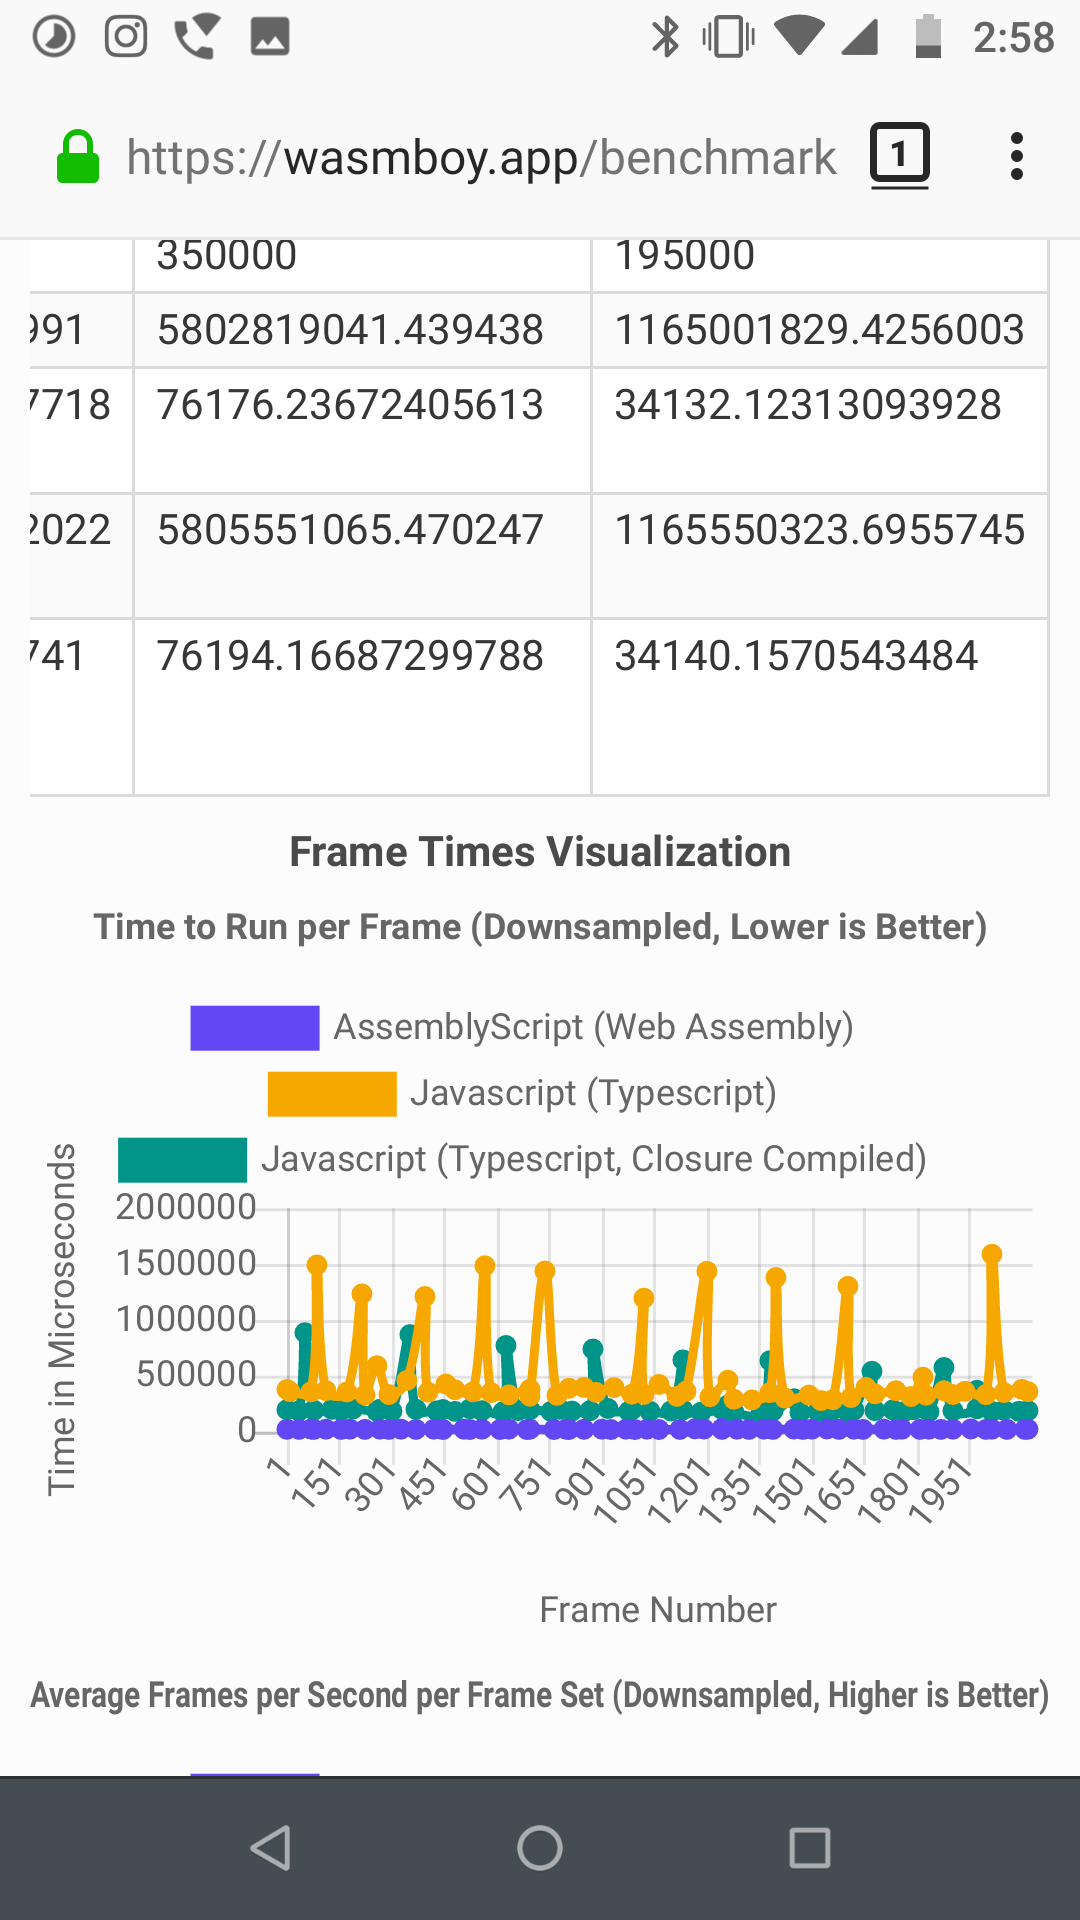 2:58
https://wasmboy.app/benchmark 1
350000 195000
991 5802819041.439438 1165001829.4256003
7718 76176.23672405613 34132.12313093928
2022 5805551065.470247 1165550323.6955745
741 76194.16687299788 34140.1570543484
Frame Times Visualization
Time to Run per Frame (Downsampled, Lower is Better)
AssemblyScript (Web Assembly)
Javascript (Typescript)
Javascript (Typescript, Closure Compiled)
Time in Microseconds
2000000
1500000
1000000
500000
0
1 151 301 451 601 751 901 1051 1201 1351 1501 1651 1801 1951
Frame Number
Average Frames per Second per Frame Set (Downsampled, Higher is Better)